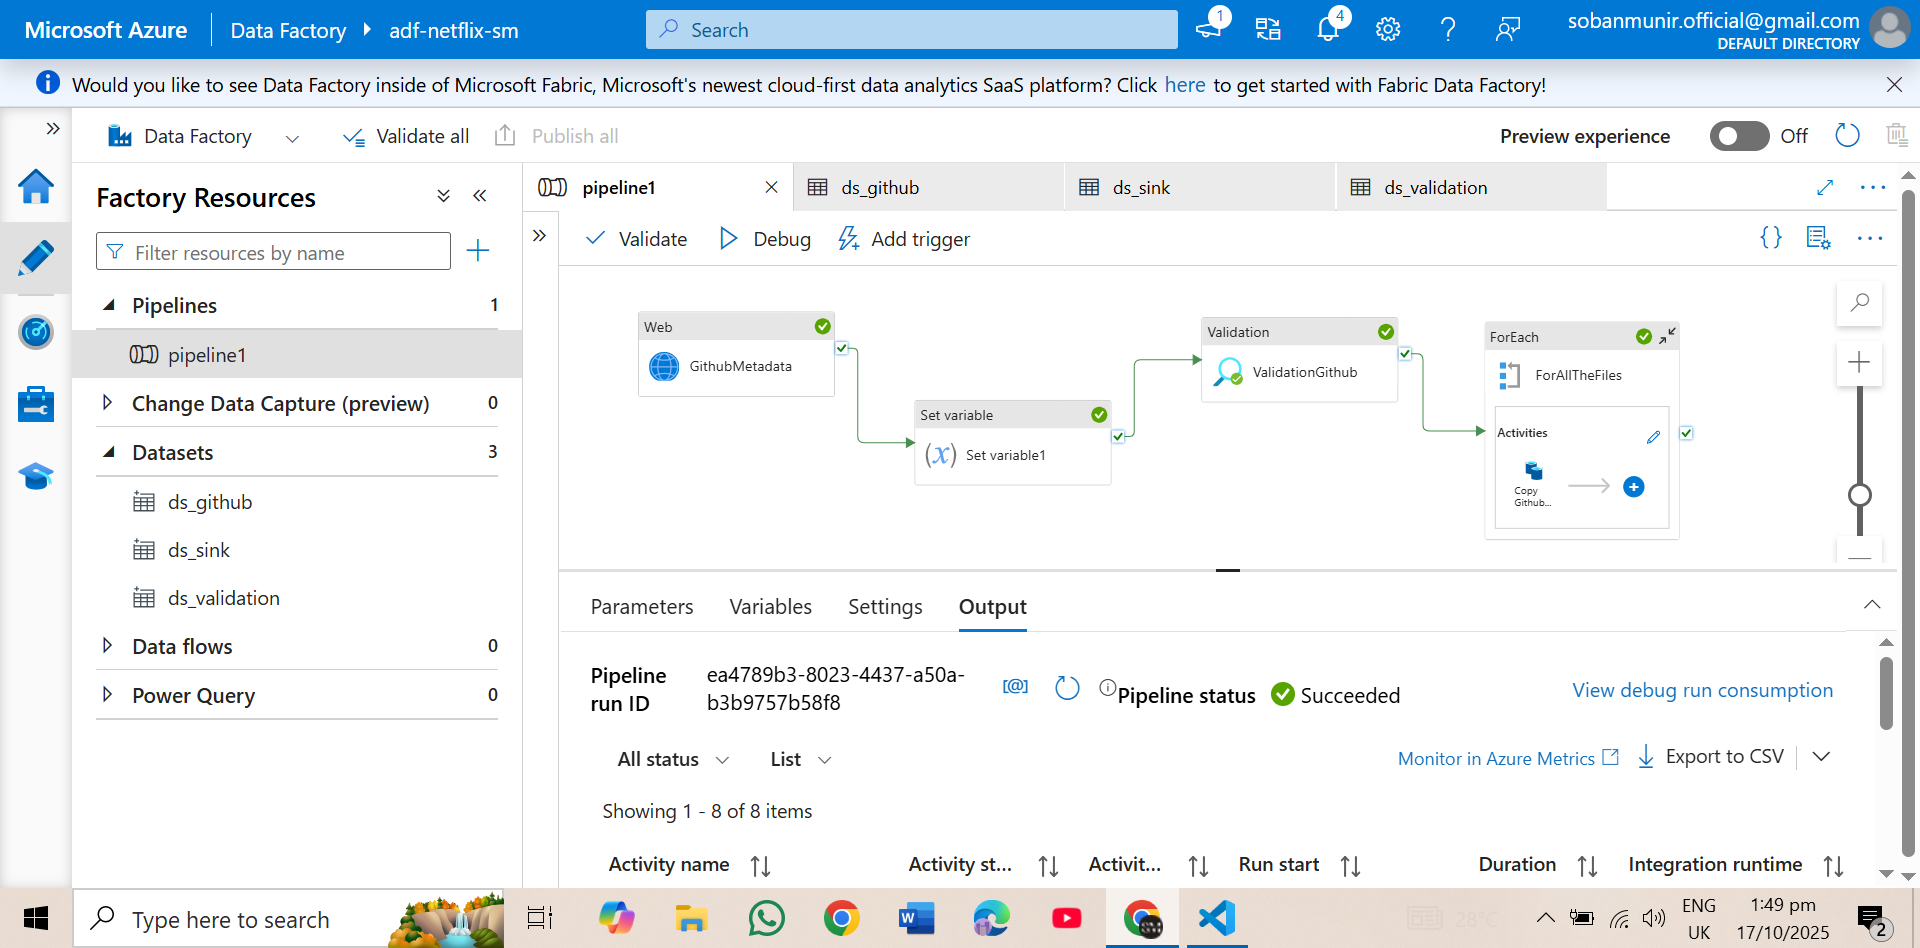 Microsoft Azure
Data Factory
adf-netflix-sm
Search
1
4
sobanmunir.official@gmail.com
DEFAULT DIRECTORY
Would you like to see Data Factory inside of Microsoft Fabric, Microsoft's newest cloud-first data analytics SaaS platform? Click here to get started with Fabric Data Factory!
Data Factory
Validate all
Publish all
Preview experience
Off
Factory Resources
Filter resources by name
Pipelines
1
pipeline1
Change Data Capture (preview)
0
Datasets
3
ds_github
ds_sink
ds_validation
Data flows
0
Power Query
0
pipeline1
ds_github
ds_sink
ds_validation
Validate
Debug
Add trigger
Web
GithubMetadata
Set variable
(x)
Set variable1
Validation
ValidationGithub
ForEach
ForAllTheFiles
Activities
Copy
Github...
Parameters
Variables
Settings
Output
Pipeline
run ID
ea4789b3-8023-4437-a50a-
b3b9757b58f8
Pipeline status
Succeeded
View debug run consumption
All status
List
Monitor in Azure Metrics
Export to CSV
Showing 1 - 8 of 8 items
Activity name
Activity st...
Activit...
Run start
Duration
Integration runtime
Type here to search
28°C
ENG
UK
1:49 pm
17/10/2025
2